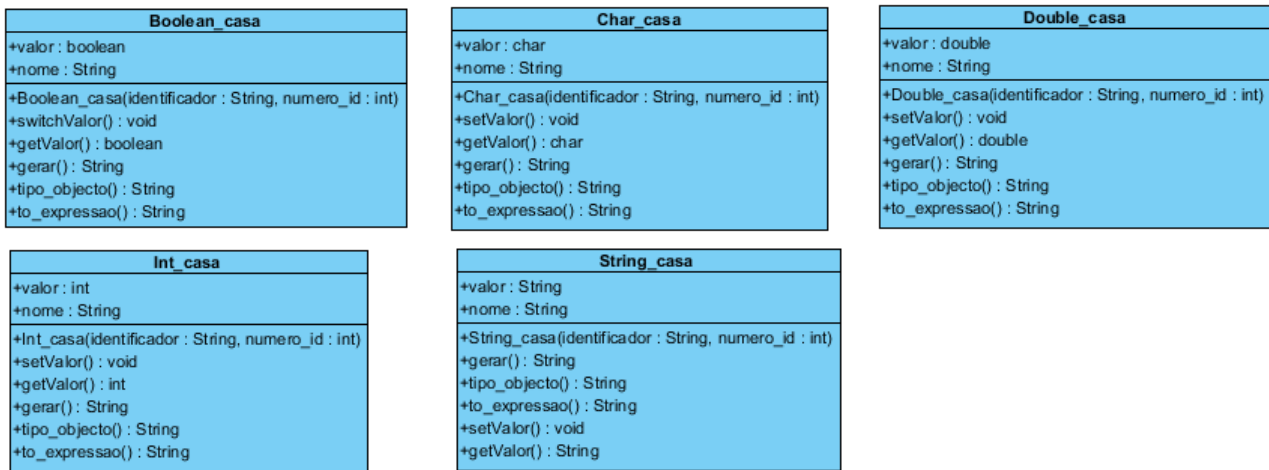 Boolean_casa
+valor : boolean
+nome : String
+Boolean_casa(identificador : String, numero_id : int)
+switchValor() : void
+getValor() : boolean
+gerar() : String
+tipo_objecto() : String
+to_expressao() : String
Char_casa
+valor : char
+nome : String
+Char_casa(identificador : String, numero_id : int)
+setValor() : void
+getValor() : char
+gerar() : String
+tipo_objecto() : String
+to_expressao() : String
Double_casa
+valor : double
+nome : String
+Double_casa(identificador : String, numero_id : int)
+setValor() : void
+getValor() : double
+gerar() : String
+tipo_objecto() : String
+to_expressao() : String
Int_casa
+valor : int
+nome : String
+Int_casa(identificador : String, numero_id : int)
+setValor() : void
+getValor() : int
+gerar() : String
+tipo_objecto() : String
+to_expressao() : String
String_casa
+valor : String
+nome : String
+String_casa(identificador : String, numero_id : int)
+gerar() : String
+tipo_objecto() : String
+to_expressao() : String
+setValor() : void
+getValor() : String